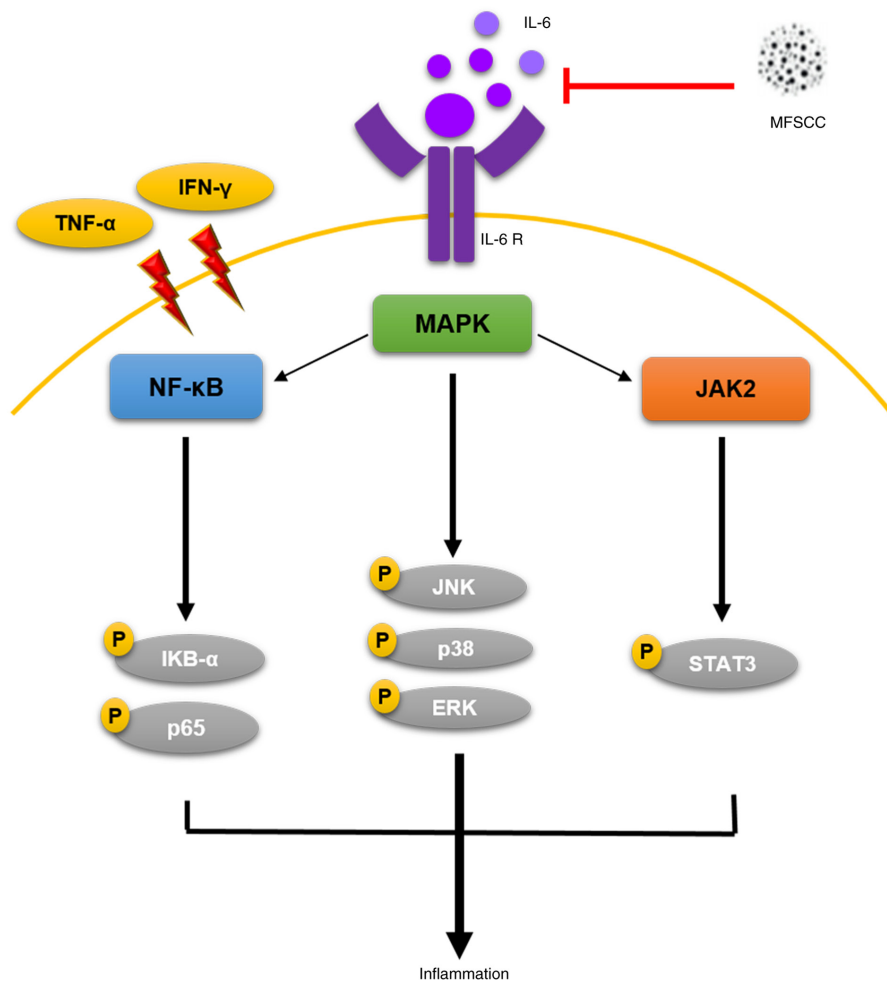 IL-6
MFSCC
IFN-γ
TNF-α
IL-6 R
MAPK
NF-κB
JAK2
P
JNK
P
IKB-α
P
p38
P
STAT3
P
p65
P
ERK
Inflammation